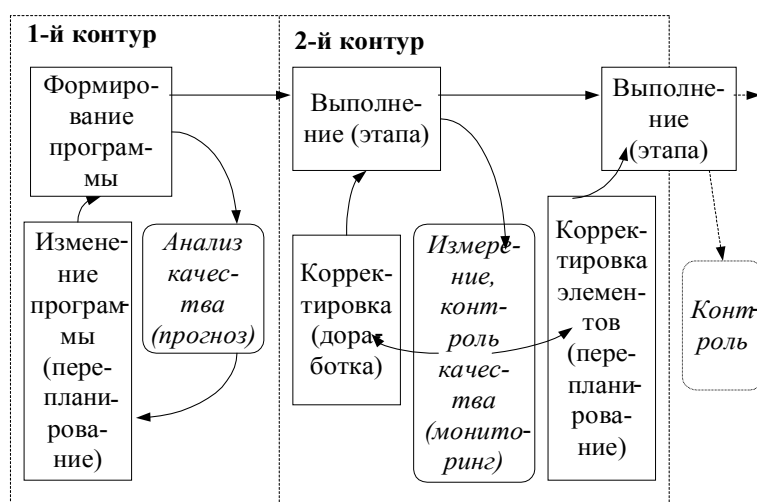 1-й контур
Формиро-
вание
програм-
мы
Изменe-
ние
програм-
мы
(пере-
плани-
рова-
ние)
Анализ
качес-
тва
(прогноз)
2-й контур
Выполне-
ние (этапа)
Коррек-
тировка
(дора-
ботка)
Измере-
ние,
конт-
роль
качес-
тва
(монито-
ринг)
Коррек-
тировка
элемен-
тов
(пере-
плани-
рова-
ние)
Выполне-
ние
(этапа)
Конт-
роль